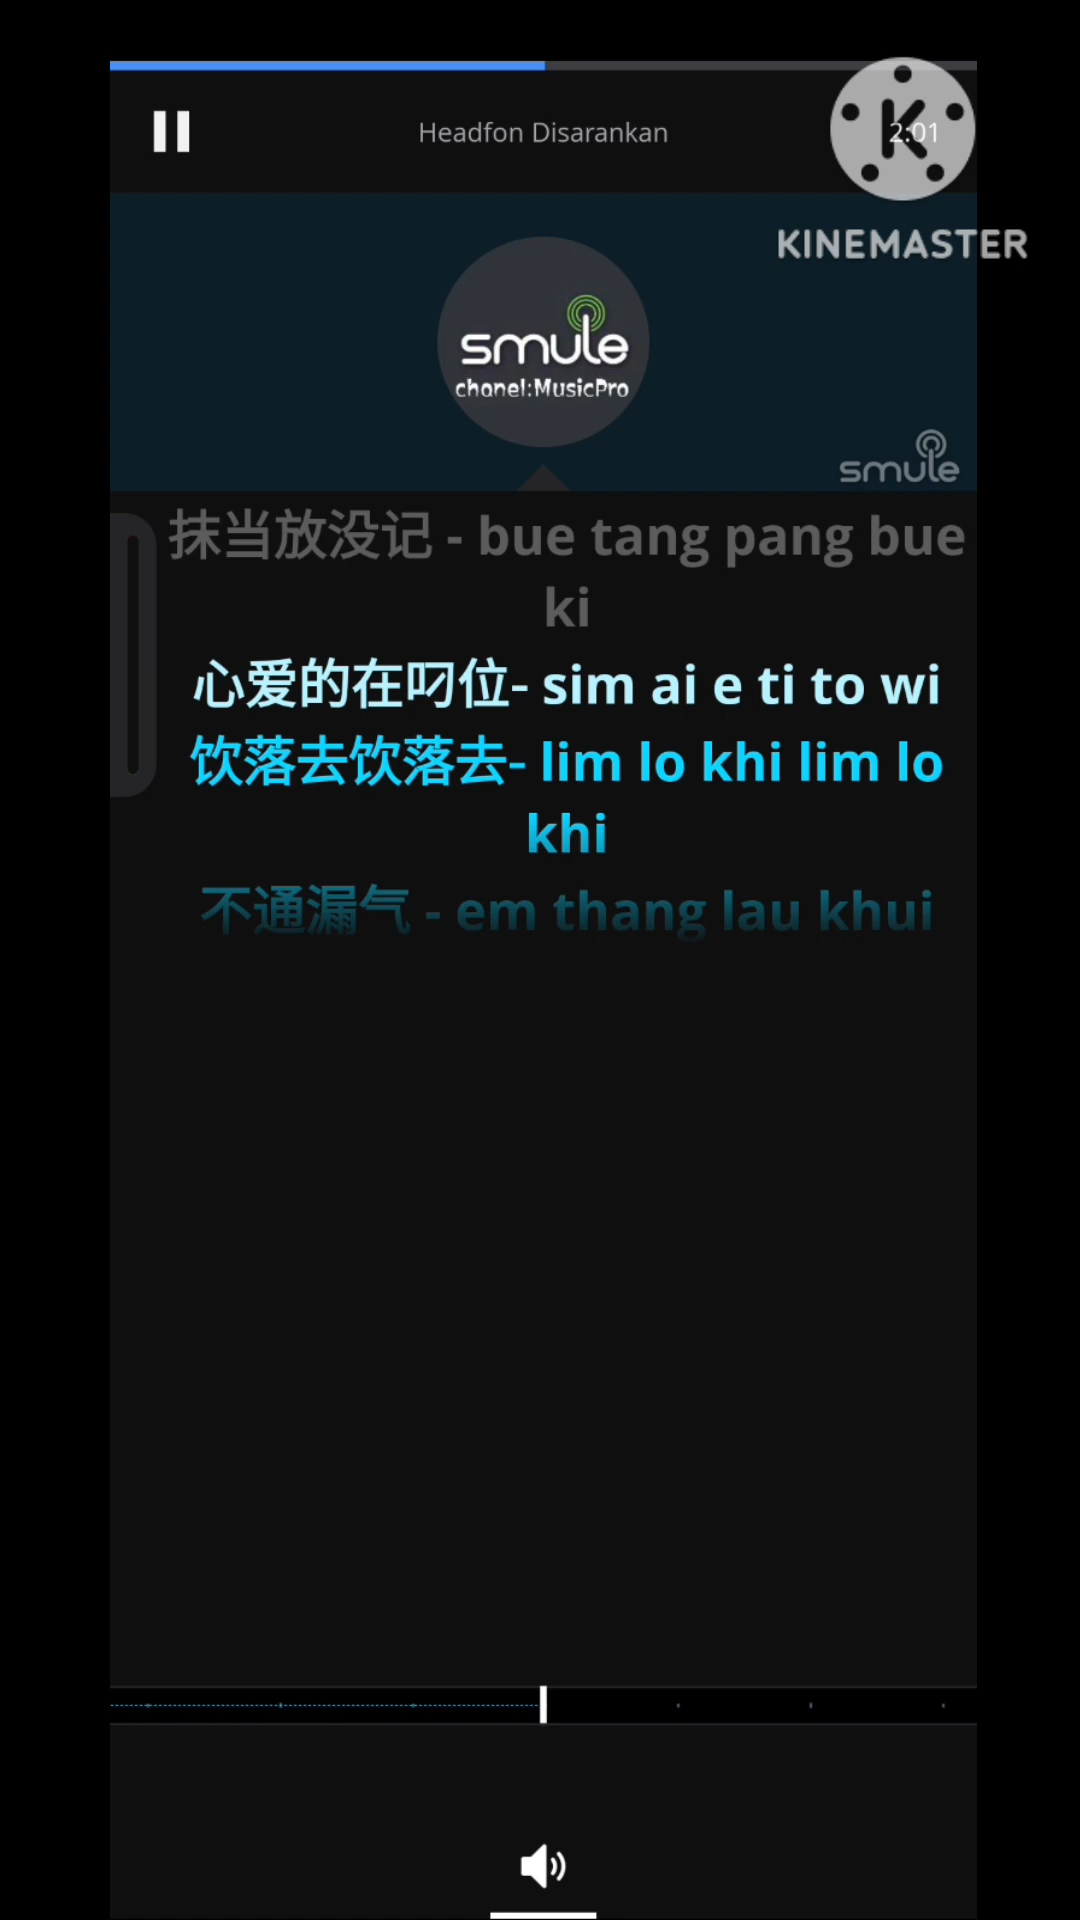 Headfon Disarankan
2:01
K
KINEMASTER
smule
chonel:MusicPro
smule
抹当放没记 - bue tang pang bue
ki
心爱的在叼位- sim ai e ti to wi
饮落去饮落去- lim lo khi lim lo
khi
不通漏气 - em thang lau khui